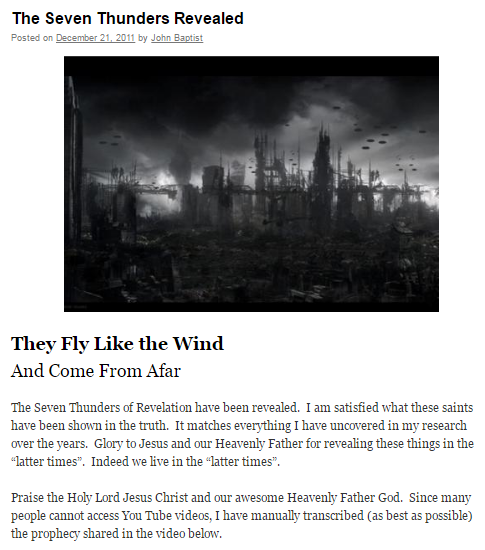 The Seven Thunders Revealed
Posted on December 21, 2011 by John Baptist
They Fly Like the Wind
And Come From Afar
The Seven Thunders of Revelation have been revealed.  I am satisfied what these saints
have been shown in the truth.  It matches everything I have uncovered in my research
over the years.  Glory to Jesus and our Heavenly Father for revealing these things in the
“latter times”.  Indeed we live in the “latter times”.
Praise the Holy Lord Jesus Christ and our awesome Heavenly Father God.  Since many
people cannot access You Tube videos, I have manually transcribed (as best as possible)
the prophecy shared in the video below.